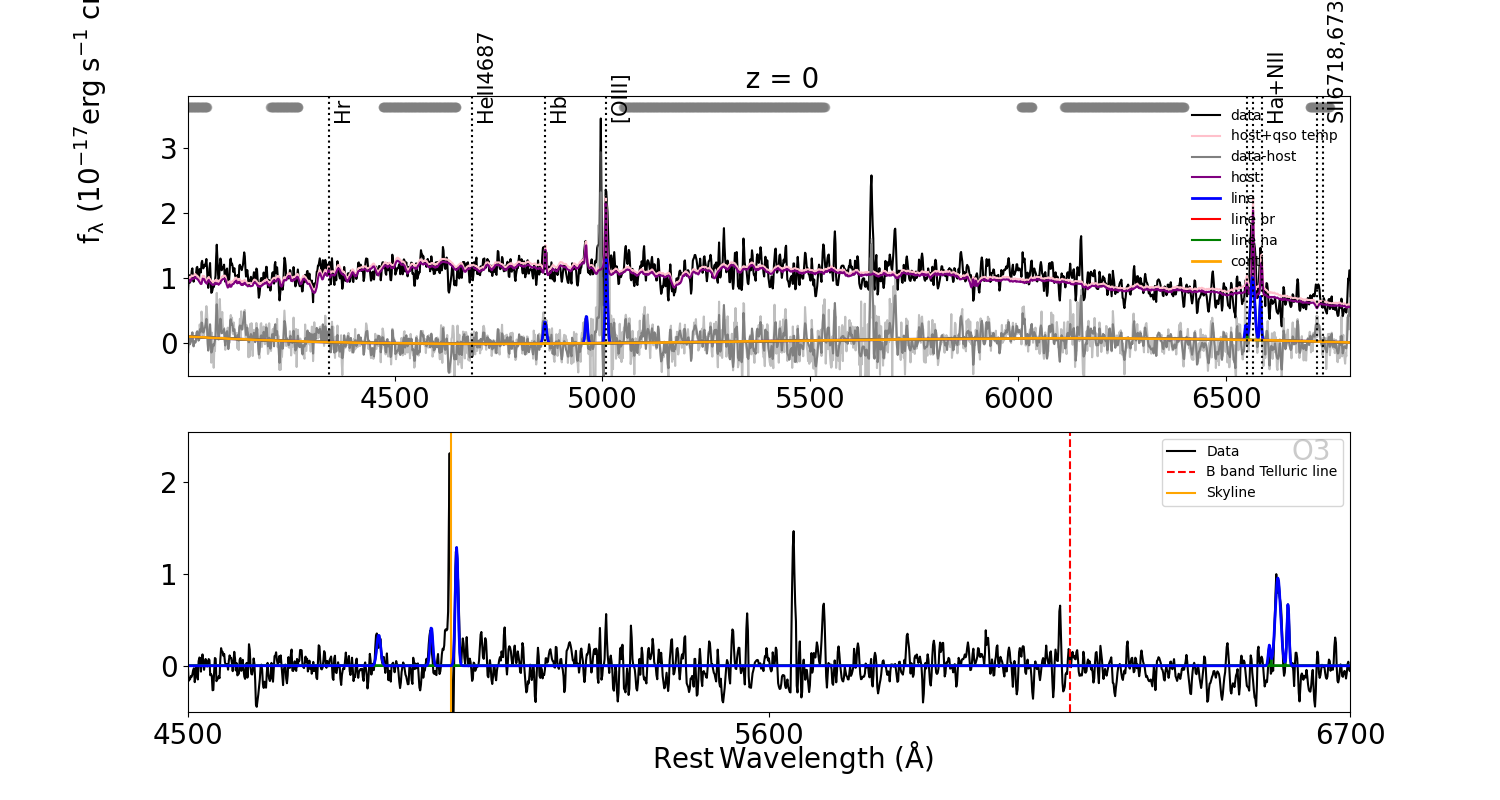 z = 0
f_λ (10^−17 erg s^−1
Hr
HeII4687
Hb
[OIII]
Ha+NII
SII6718,673
data
host+qso temp
data-host
host
line
line br
line na
3
2
1
0
4500
5000
5500
6000
6500
O3
Data
B band Telluric line
Skyline
2
1
0
4500
5600
6700
Rest Wavelength (Å)